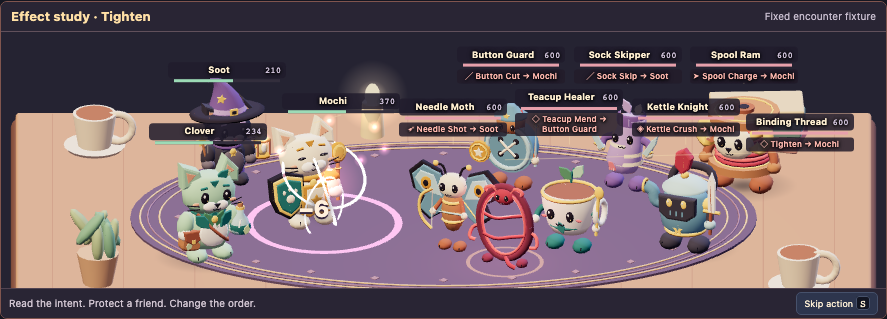 Effect study · Tighten
Fixed encounter fixture
Button Guard 600
Sock Skipper 600
Spool Ram 600
Button Cut → Mochi
Sock Skip → Soot
Spool Charge → Mochi
Soot 210
Mochi 370
Needle Moth 600
Teacup Healer 600
Kettle Knight 600
Needle Shot → Soot
Teacup Mend →
Button Guard
Kettle Crush → Mochi
Binding Thread 600
Tighten → Mochi
Clover 234
-6
Read the intent. Protect a friend. Change the order.
Skip action S